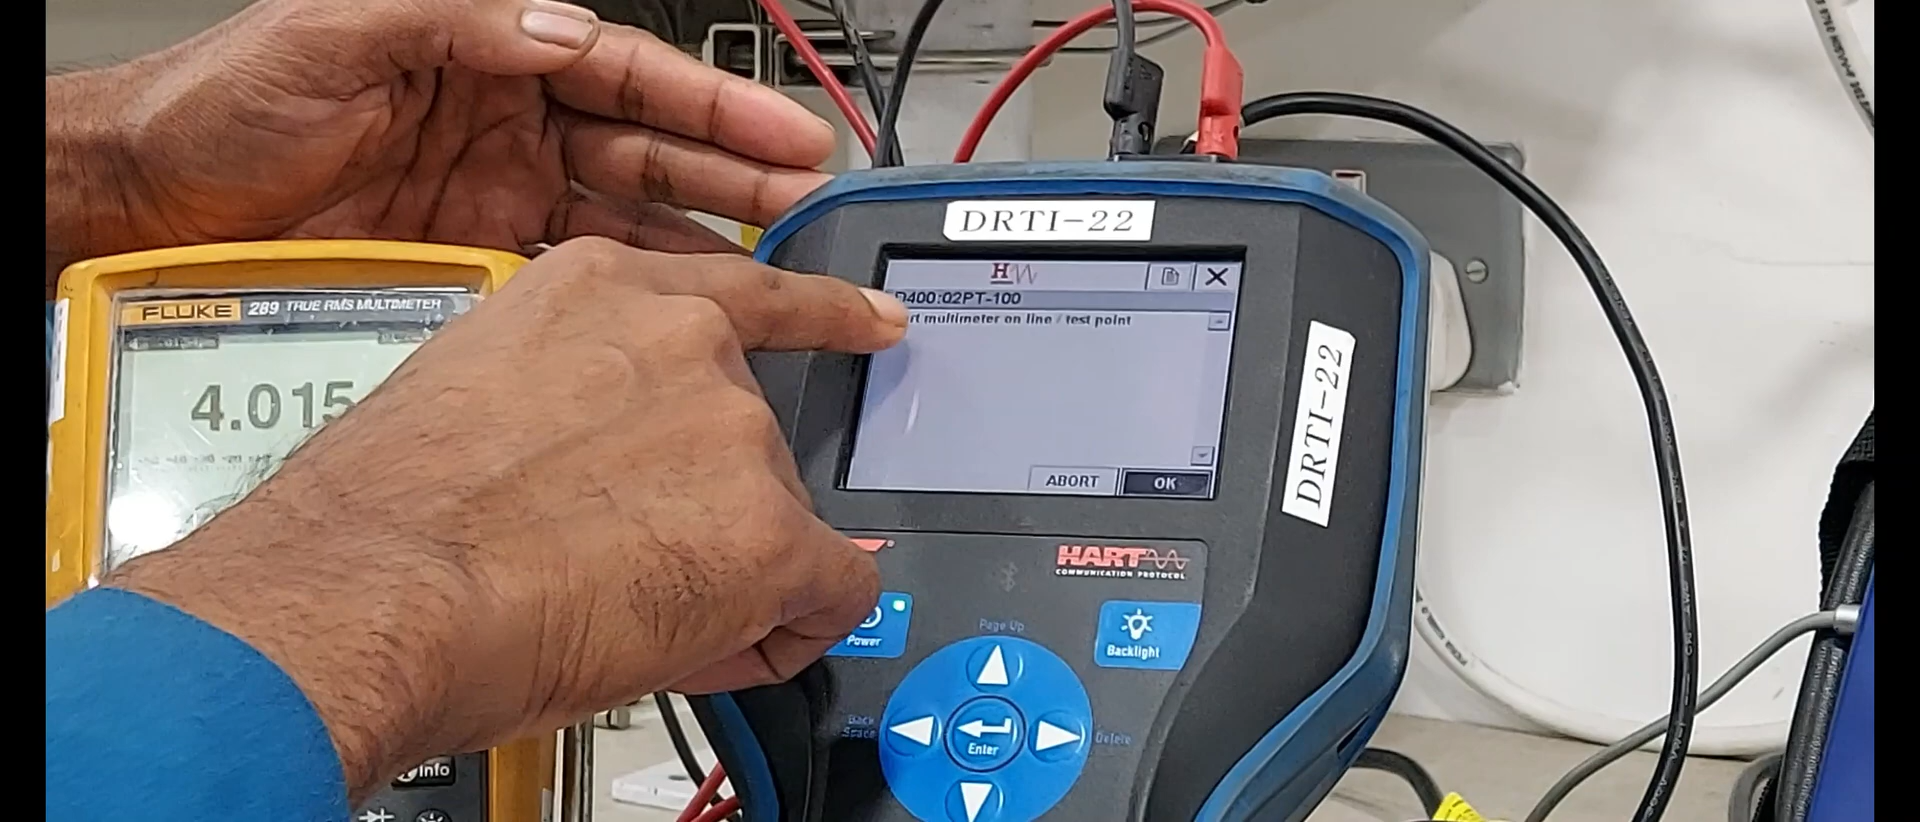 DRTI-22
FLUKE 289 TRUE RMS MULTIMETER
4.015
H
D400:02PT-100
multimeter on line / test point
ABORT OK
DRTI-22
HART
COMMUNICATION PROTOCOL
Power
Backlight
Page Up
Back Space
Enter
Delete
Info